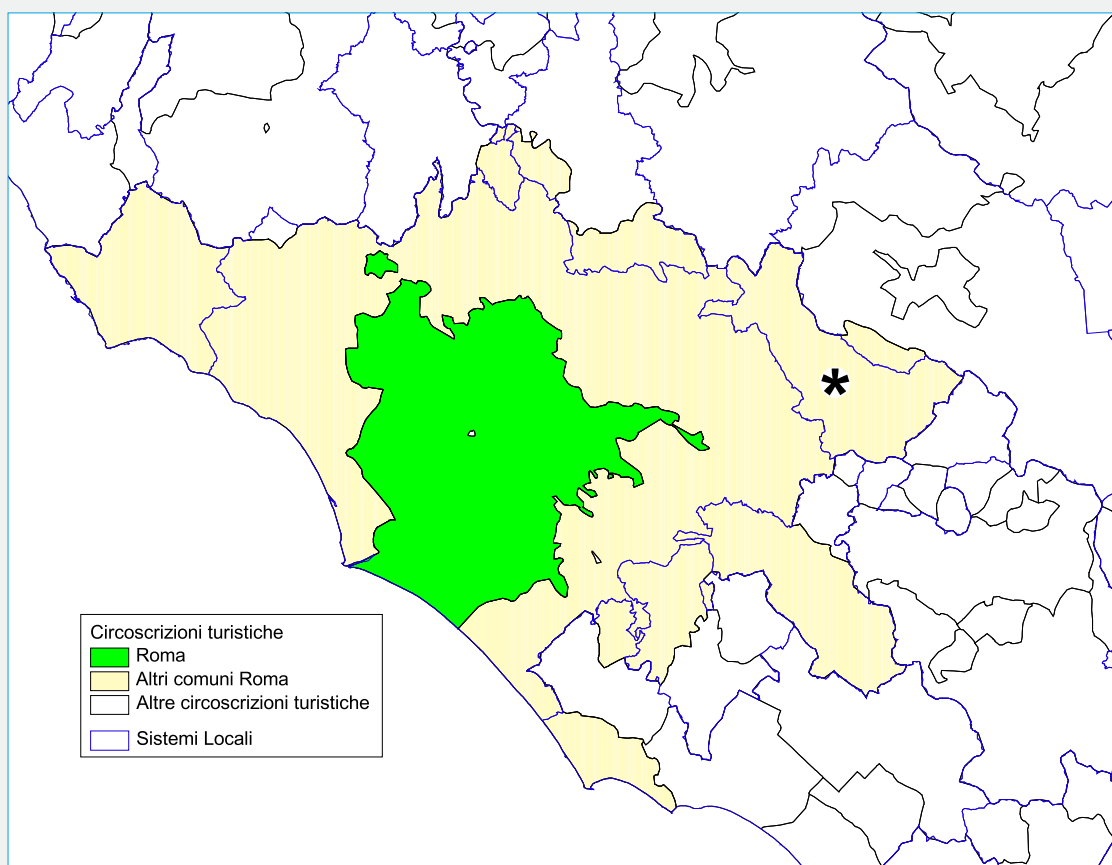 *
Circoscrizioni turistiche
Roma
Altri comuni Roma
Altre circoscrizioni turistiche
Sistemi Locali